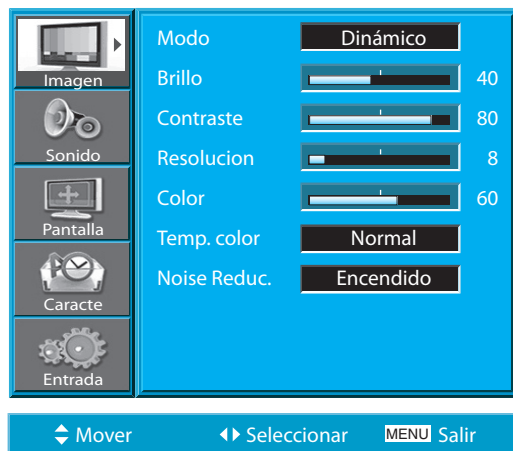 Imagen
Sonido
Pantalla
Caracte
Entrada
Modo Dinámico
Brillo 40
Contraste 80
Resolucion 8
Color 60
Temp. color Normal
Noise Reduc. Encendido
Mover Seleccionar MENU Salir